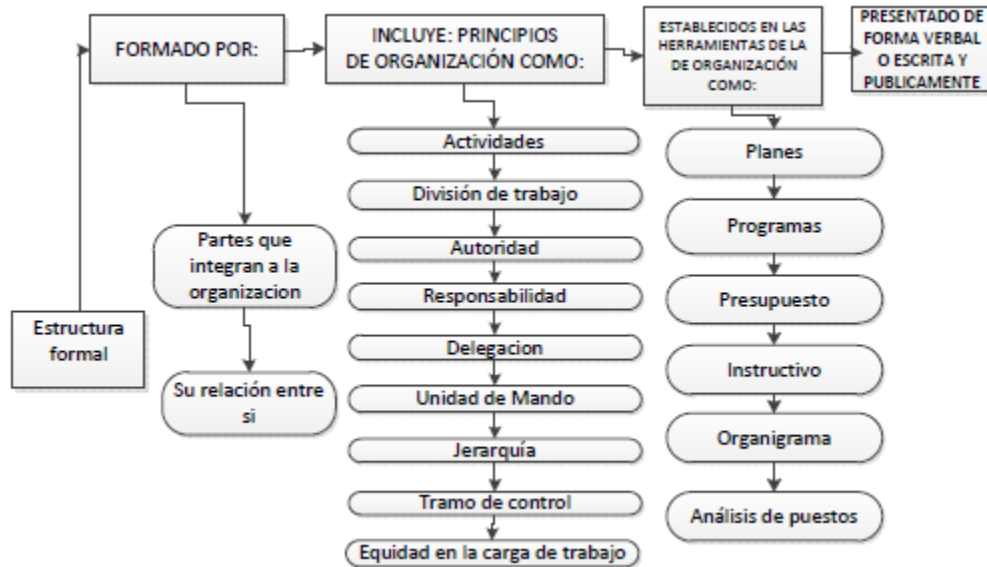 FORMADO POR:
INCLUYE: PRINCIPIOS
DE ORGANIZACIÓN COMO:
ESTABLECIDOS EN LAS
HERRAMIENTAS DE LA
DE ORGANIZACIÓN
COMO:
PRESENTADO DE
FORMA VERBAL
O ESCRITA Y
PUBLICAMENTE
Estructura
formal
Partes que
integran a la
organizacion
Su relación entre
si
Actividades
División de trabajo
Autoridad
Responsabilidad
Delegacion
Unidad de Mando
Jerarquía
Tramo de control
Equidad en la carga de trabajo
Planes
Programas
Presupuesto
Instructivo
Organigrama
Análisis de puestos